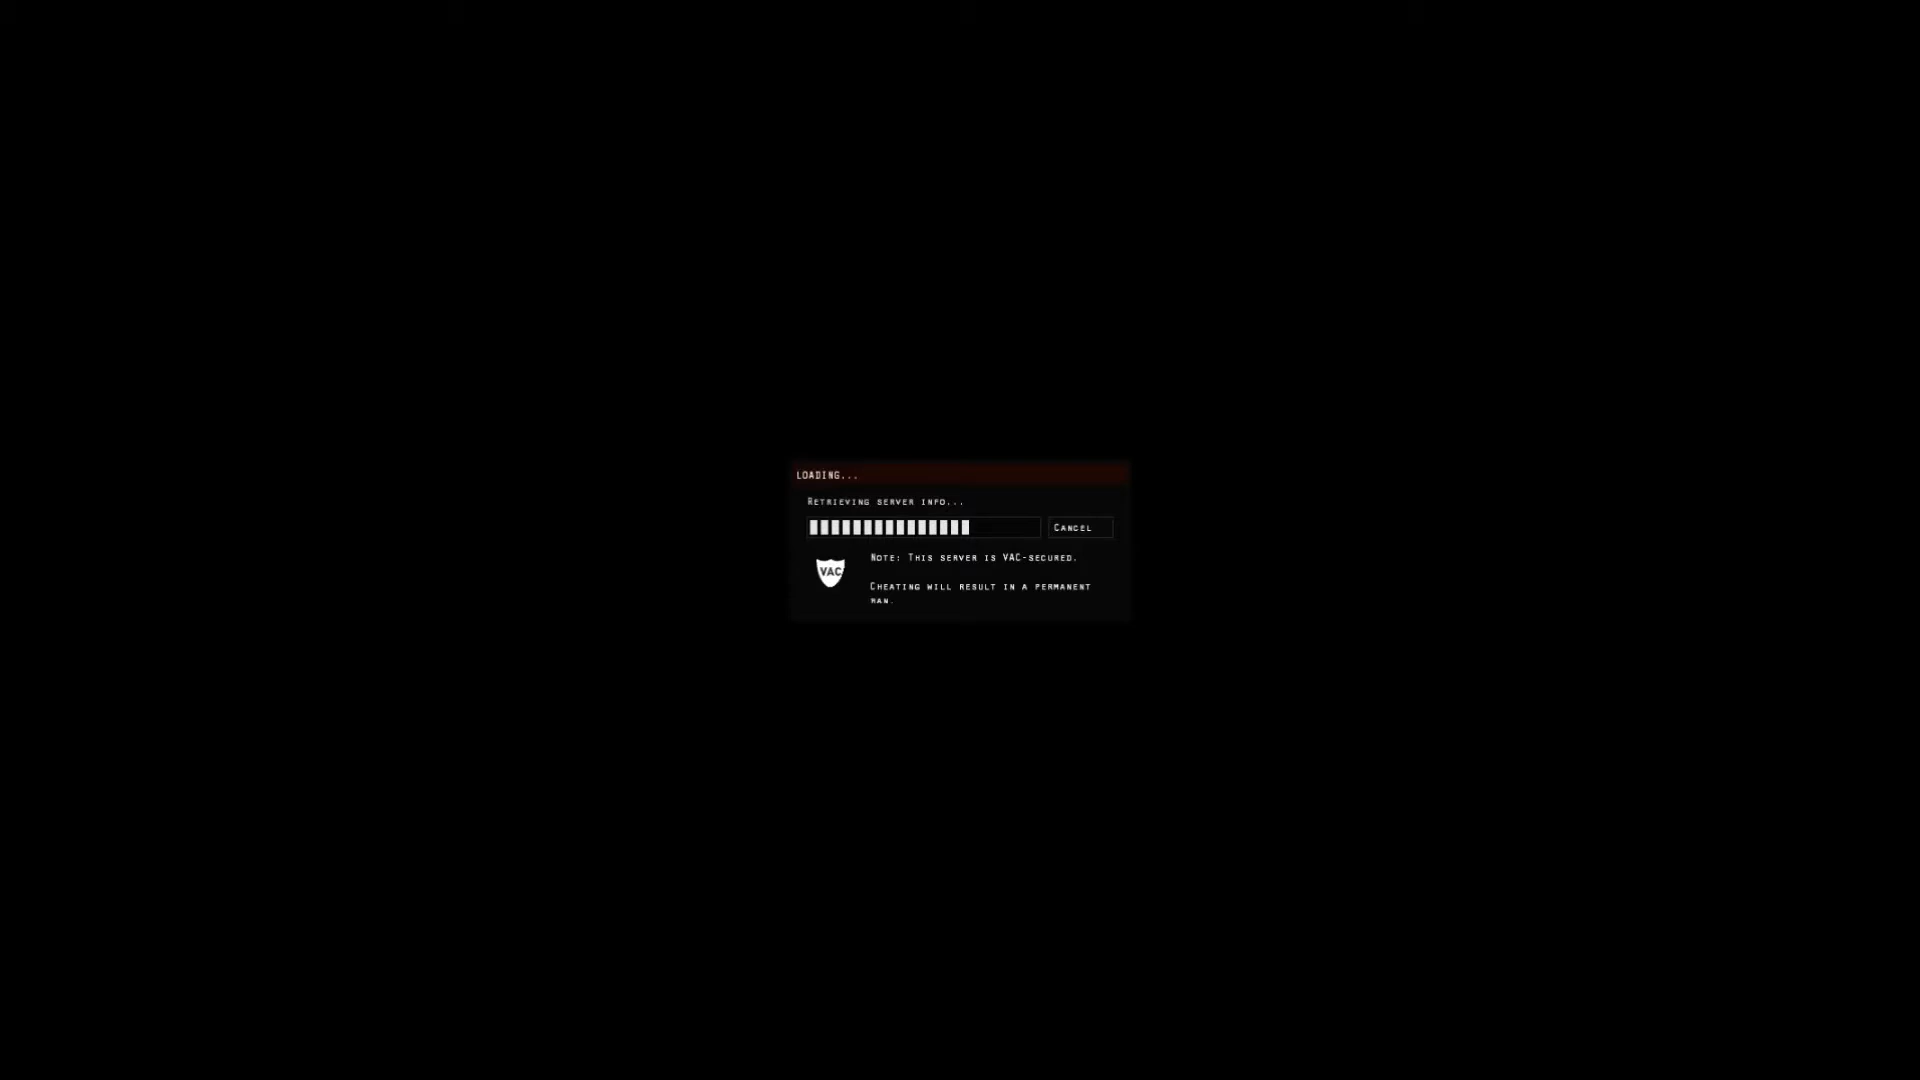 LOADING...
RETRIEVING SERVER INFO...
CANCEL
VAC
NOTE: THIS SERVER IS VAC-SECURED.
CHEATING WILL RESULT IN A PERMANENT
BAN.